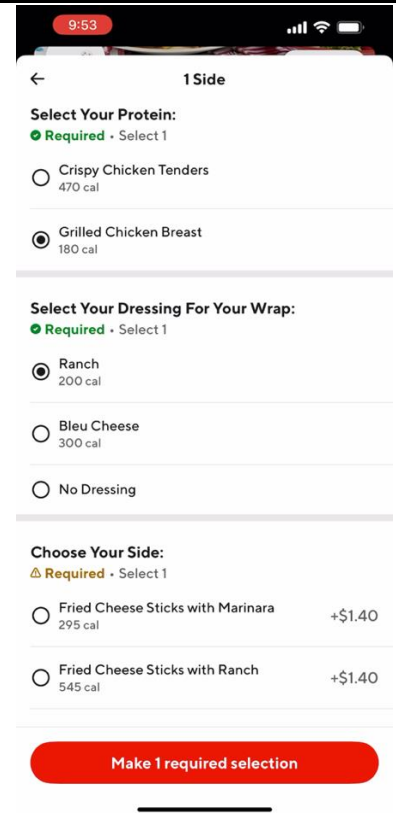 9:53
1 Side
Select Your Protein:
Required • Select 1
Crispy Chicken Tenders
470 cal
Grilled Chicken Breast
180 cal
Select Your Dressing For Your Wrap:
Required • Select 1
Ranch
200 cal
Bleu Cheese
300 cal
No Dressing
Choose Your Side:
Required • Select 1
Fried Cheese Sticks with Marinara +$1.40
295 cal
Fried Cheese Sticks with Ranch +$1.40
545 cal
Make 1 required selection